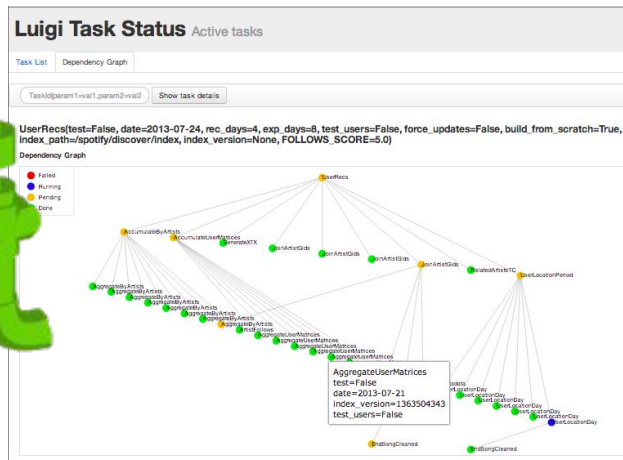 Luigi Task Status Active tasks
Task List Dependency Graph
TaskId(param1=val1,param2=val2 Show task details
UserRecs(test=False, date=2013-07-24, rec_days=4, exp_days=8, test_users=False, force_updates=False, build_from_scratch=True,
index_path=/spotify/discover/index, index_version=None, FOLLOWS_SCORE=5.0)
Dependency Graph
Failed
Running
Pending
Done
UserRecs
AccumulateByArtists
AccumulateUserMatrices
GenerateXTX
JoinArtistGids
JoinArtistGids
JoinArtistGids
JoinArtistGids
RelatedArtistsTC
UserLocationPeriod
AggregateByArtists
AggregateByArtists
AggregateByArtists
AggregateByArtists
AggregateByArtists
AggregateByArtists
AggregateByArtists
AggregateByArtists
ArtistFollows
AggregateUserMatrices
AggregateUserMatrices
AggregateUserMatrices
AggregateUserMatrices
AggregateUserMatrices
AggregateUserMatrices
test=False
date=2013-07-21
index_version=1363504343
test_users=False
UserLocationDay
UserLocationDay
UserLocationDay
UserLocationDay
UserLocationDay
UserLocationDay
EndSongCleaned
EndSongCleaned